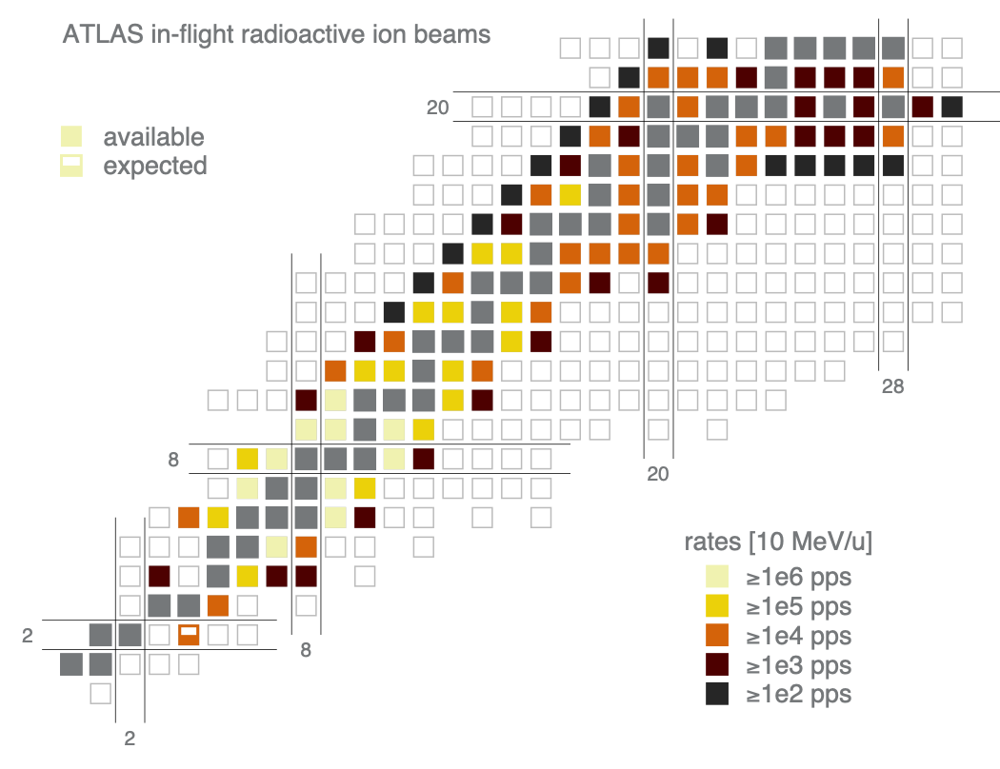 ATLAS in-flight radioactive ion beams
20
available
expected
28
8
20
rates [10 MeV/u]
≥1e6 pps
≥1e5 pps
2
≥1e4 pps
8
≥1e3 pps
≥1e2 pps
2